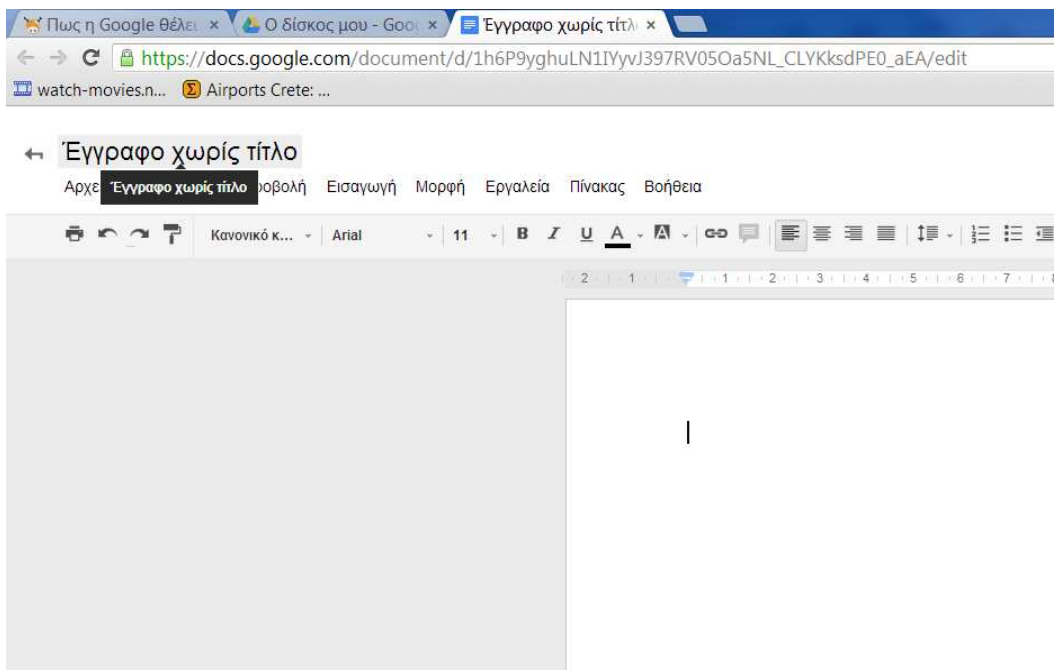 Πως η Google θέλει
Ο δίσκος μου - Goo
Έγγραφο χωρίς τίτλ
https://docs.google.com/document/d/1h6P9yghuLN1IYyvJ397RV05Oa5NL_CLYKksdPE0_aEA/edit
watch-movies.n... Airports Crete: ...
Έγγραφο χωρίς τίτλο
Αρχε Έγγραφο χωρίς τίτλο οβολή Εισαγωγή Μορφή Εργαλεία Πίνακας Βοήθεια
Κανονικό κ... Arial 11 B I U A A
2 1 1 2 3 4 5 6 7 8